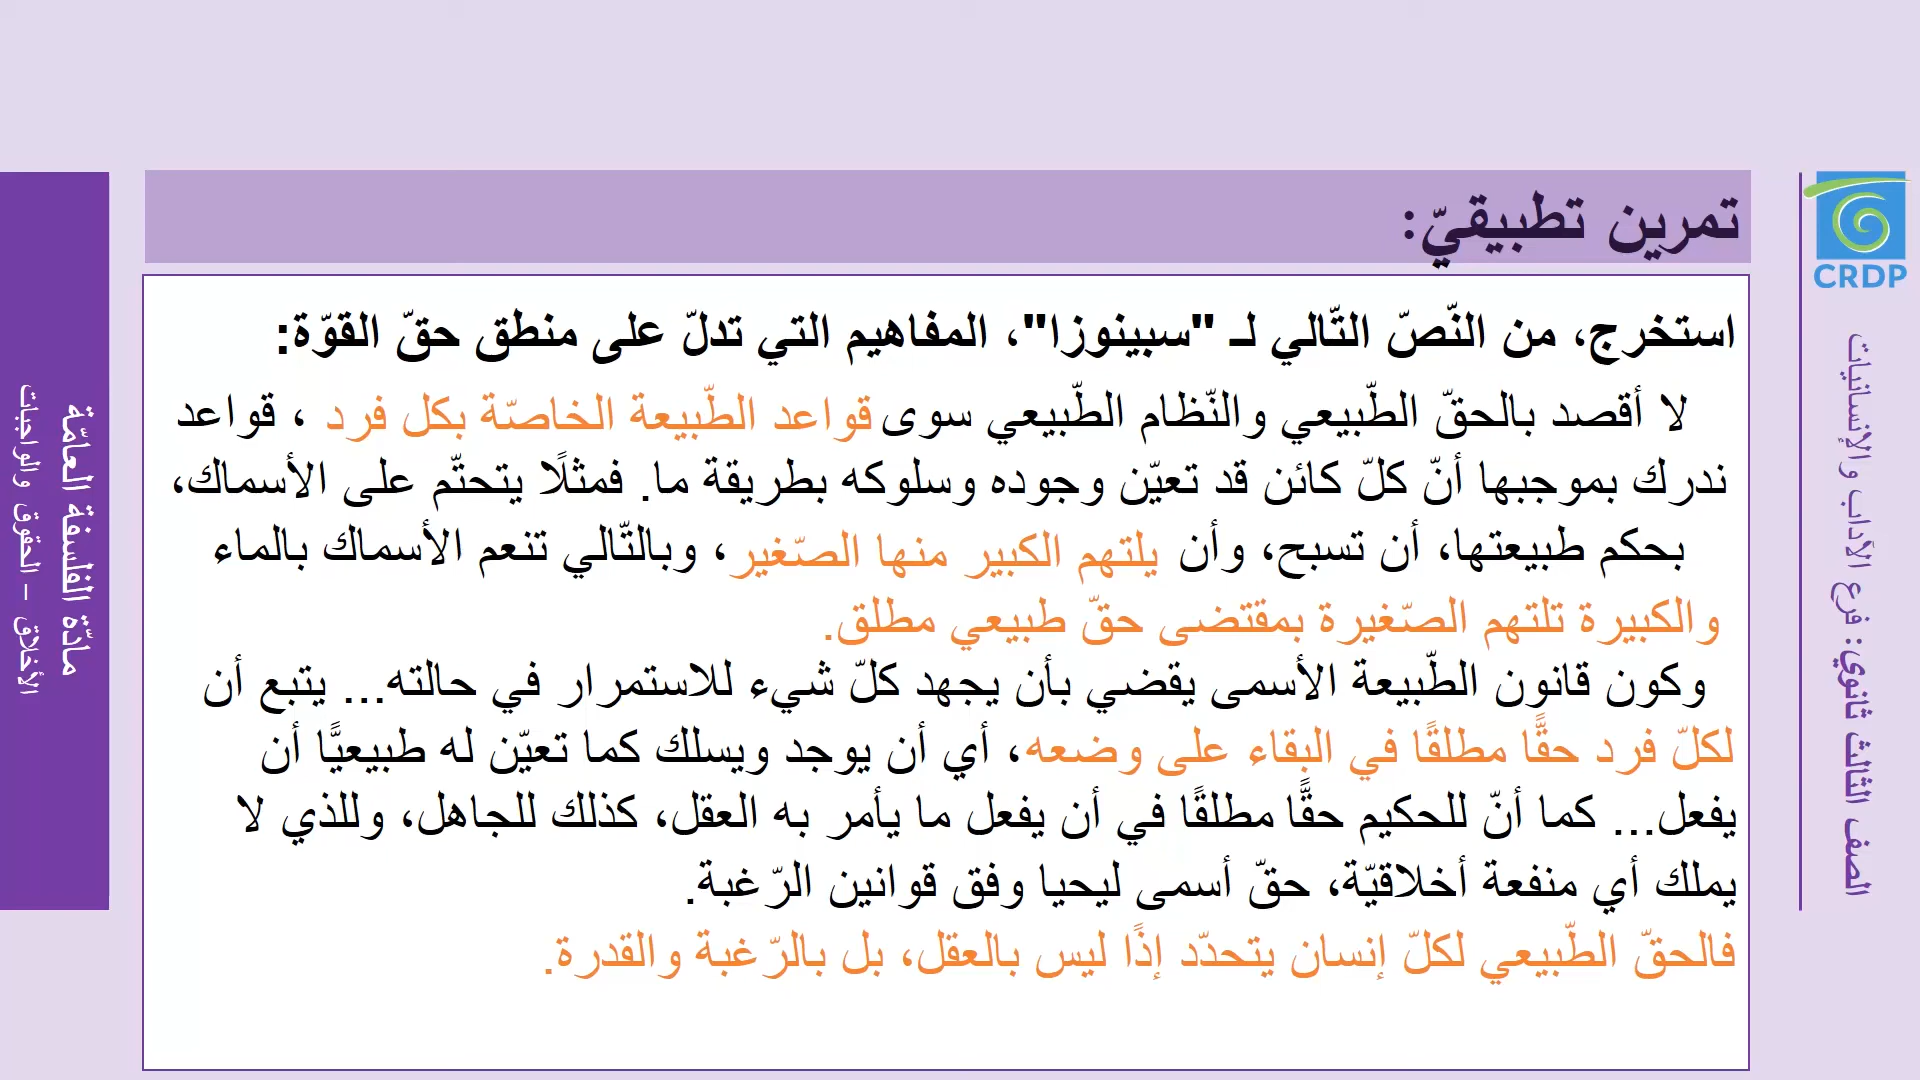 تمرين تطبيقيّ:
CRDP
استخرج، من النّصّ التّالي لـ "سبينوزا"، المفاهيم التي تدلّ على منطق حقّ القوّة:
لا أقصد بالحقّ الطّبيعي والنّظام الطّبيعي سوى قواعد الطّبيعة الخاصّة بكل فرد ، قواعد
ندرك بموجبها أنّ كلّ كائن قد تعيّن وجوده وسلوكه بطريقة ما. فمثلًا يتحتّم على الأسماك،
بحكم طبيعتها، أن تسبح، وأن يلتهم الكبير منها الصّغير، وبالتّالي تنعم الأسماك بالماء
والكبيرة تلتهم الصّغيرة بمقتضى حقّ طبيعي مطلق.
وكون قانون الطّبيعة الأسمى يقضي بأن يجهد كلّ شيء للاستمرار في حالته... يتبع أن
لكلّ فرد حقًّا مطلقًا في البقاء على وضعه، أي أن يوجد ويسلك كما تعيّن له طبيعيًّا أن
يفعل... كما أنّ للحكيم حقًّا مطلقًا في أن يفعل ما يأمر به العقل، كذلك للجاهل، وللذي لا
يملك أي منفعة أخلاقيّة، حقّ أسمى ليحيا وفق قوانين الرّغبة.
فالحقّ الطّبيعي لكلّ إنسان يتحدّد إذًا ليس بالعقل، بل بالرّغبة والقدرة.
الصف الثالث ثانوي: فرع الآداب والإنسانيات
مادّة الفلسفة العامّة
الأخلاق – الحقوق والواجبات